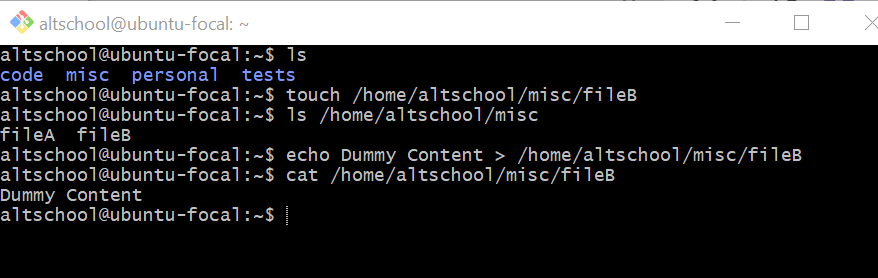 altschool@ubuntu-focal: ~
altschool@ubuntu-focal:~$ ls
code  misc  personal  tests
altschool@ubuntu-focal:~$ touch /home/altschool/misc/fileB
altschool@ubuntu-focal:~$ ls /home/altschool/misc
fileA  fileB
altschool@ubuntu-focal:~$ echo Dummy Content > /home/altschool/misc/fileB
altschool@ubuntu-focal:~$ cat /home/altschool/misc/fileB
Dummy Content
altschool@ubuntu-focal:~$